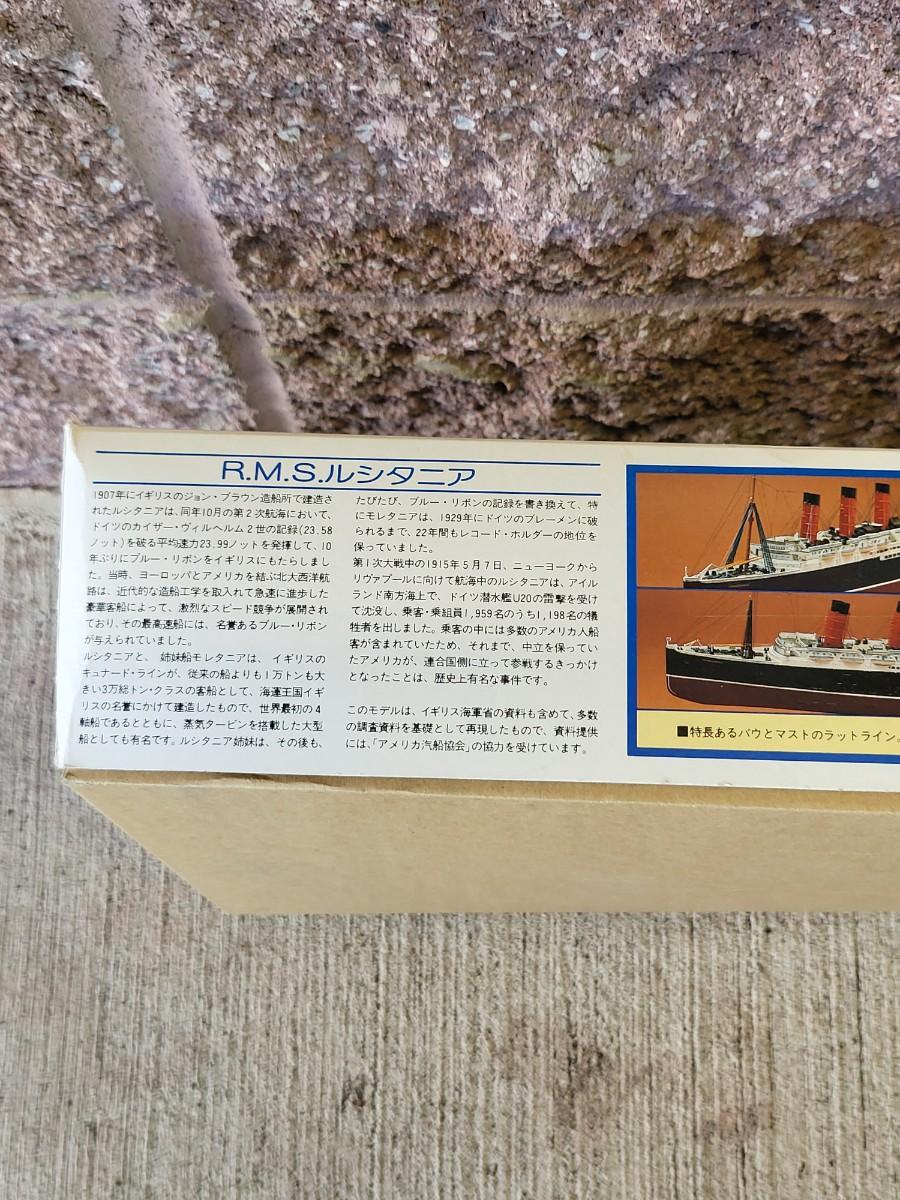 R.M.S.ルシタニア
1907年にイギリスのジョン・ブラウン造船所で建造さ
れたルシタニアは、同年10月の第2次航海において、
ドイツのカイザー・ヴィルヘルム2世の記録(23.58
ノット)を破る平均速力23.99ノットを発揮して、10
年ぶりにブルー・リボンをイギリスにもたらしまし
た。当時、ヨーロッパとアメリカを結ぶ北大西洋航
路は、近代的な造船工学を取入れて急速に進歩した
豪華客船によって、激烈なスピード競争が展開され
ており、その最高速船には、名誉あるブルー・リボン
が与えられていました。
ルシタニアと、姉妹船モレタニアは、イギリスの
キュナード・ラインが、従来の船よりも1万トンも大
きい3万総トン・クラスの客船として、海運王国イギ
リスの名誉にかけて建造したもので、世界最初の4
軸船であるとともに、蒸気タービンを搭載した大型
船としても有名です。ルシタニア姉妹は、その後も、
たびたび、ブルー・リボンの記録を書き換えて、特
にモレタニアは、1929年にドイツのブレーメンに破
られるまで、22年間もレコード・ホルダーの地位を
保っていました。
第1次大戦中の1915年5月7日、ニューヨークから
リヴァプールに向けて航海中のルシタニアは、アイル
ランド南方海上で、ドイツ潜水艦U20の雷撃を受け
て沈没し、乗客・乗組員1,959名のうち1,198名の犠
牲者を出しました。乗客の中には多数のアメリカ人船
客が含まれていたため、それまで、中立を保ってい
たアメリカが、連合国側に立って参戦するきっかけ
となったことは、歴史上有名な事件です。
このモデルは、イギリス海軍省の資料も含めて、多数
の調査資料を基礎として再現したもので、資料提供
には、「アメリカ汽船協会」の協力を受けています。
■特長あるバウとマストのラットライン。